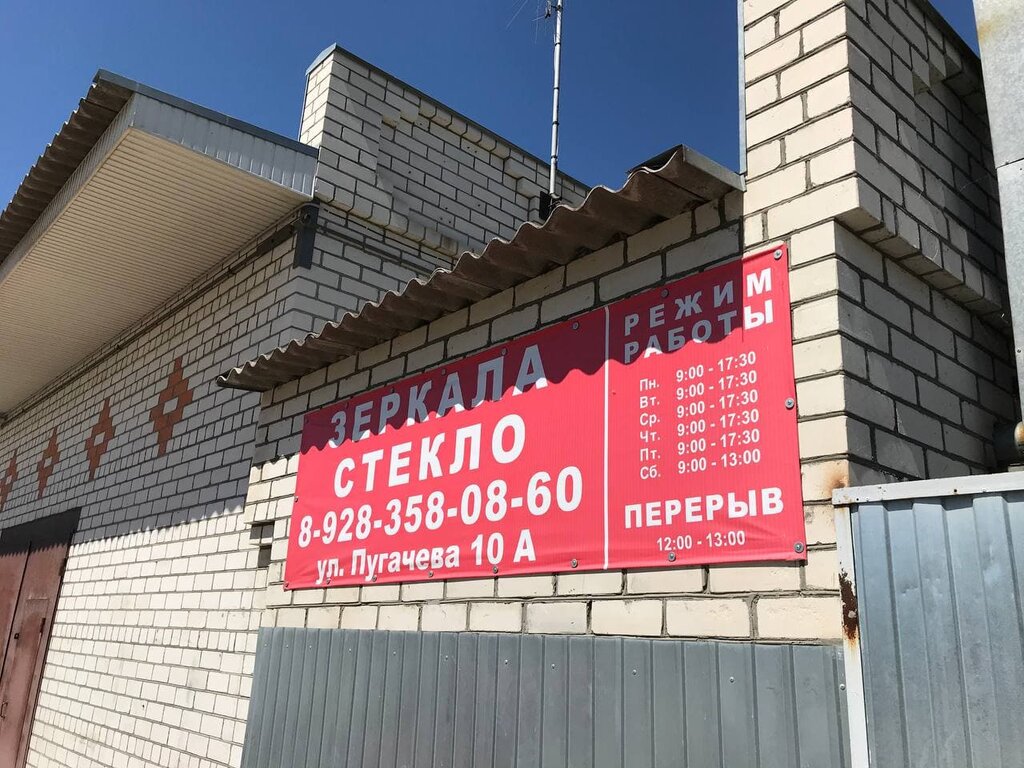 ЗЕРКАЛА
СТЕКЛО
8-928-358-08-60
ул. Пугачева 10 А
РЕЖИМ
РАБОТЫ
Пн. 9:00 - 17:30
Вт. 9:00 - 17:30
Ср. 9:00 - 17:30
Чт. 9:00 - 17:30
Пт. 9:00 - 17:30
Сб. 9:00 - 13:00
ПЕРЕРЫВ
12:00 - 13:00